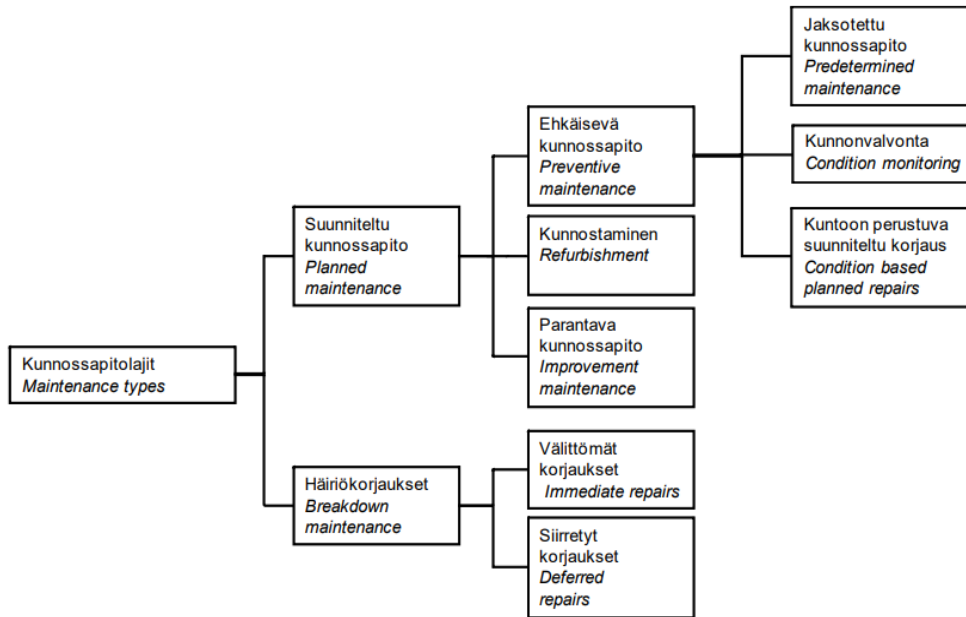 Kunnossapitolajit
Maintenance types
Suunniteltu
kunnossapito
Planned
maintenance
Häiriökorjaukset
Breakdown
maintenance
Ehkäisevä
kunnossapito
Preventive
maintenance
Kunnostaminen
Refurbishment
Parantava
kunnossapito
Improvement
maintenance
Välittömät
korjaukset
Immediate repairs
Siirretyt
korjaukset
Deferred
repairs
Jaksotettu
kunnossapito
Predetermined
maintenance
Kunnonvalvonta
Condition monitoring
Kuntoon perustuva
suunniteltu korjaus
Condition based
planned repairs